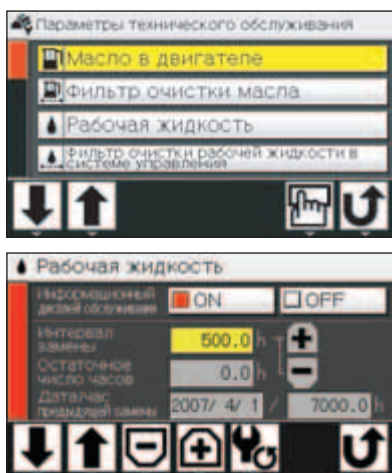 Параметры технического обслуживания
Масло в двигателе
Фильтр очистки масла
Рабочая жидкость
Фильтр очистки рабочей жидкости в
системе управления
Рабочая жидкость
Информационный
дисплей обслуживания
ON
OFF
Интервал
замены
500.0 h
Остаточное
число часов
0.0 h
Дата/час
предыдущей замены
2007/ 4/ 1 / 7000.0 h